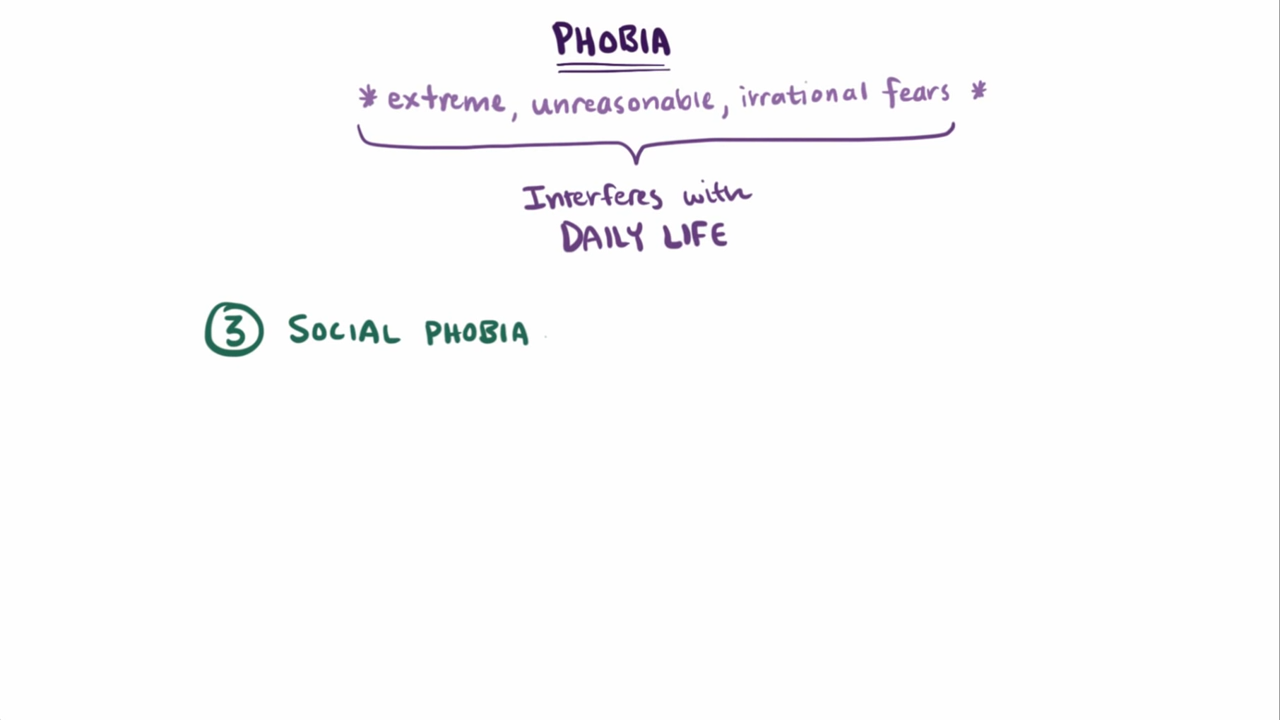 PHOBIA
* extreme, unreasonable, irrational fears *
Interferes with
DAILY LIFE
3 SOCIAL PHOBIA